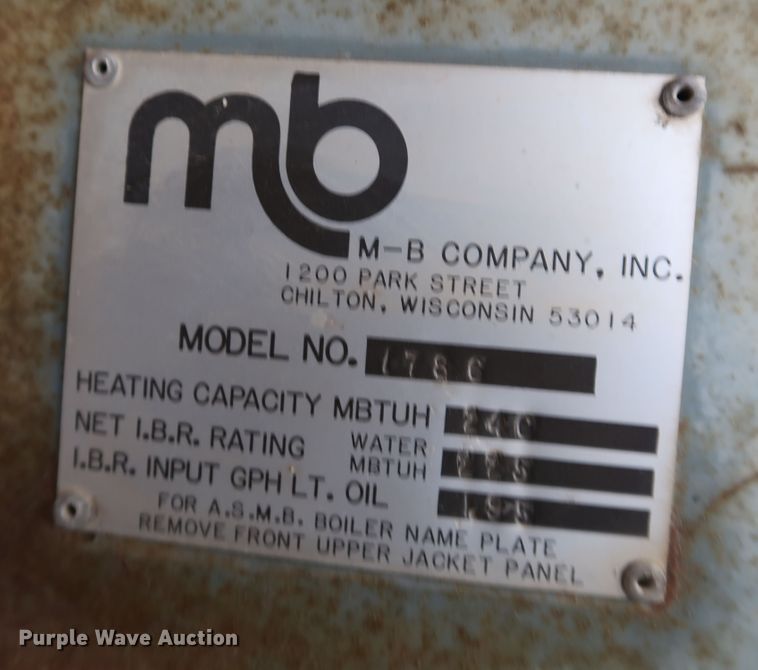 mb
M-B COMPANY, INC.
1200 PARK STREET
CHILTON, WISCONSIN 53014
MODEL NO.
HEATING CAPACITY MBTUH
NET I.B.R. RATING WATER MBTUH
I.B.R. INPUT GPH LT. OIL
FOR A.S.M.B. BOILER NAME PLATE
REMOVE FRONT UPPER JACKET PANEL
Purple Wave Auction